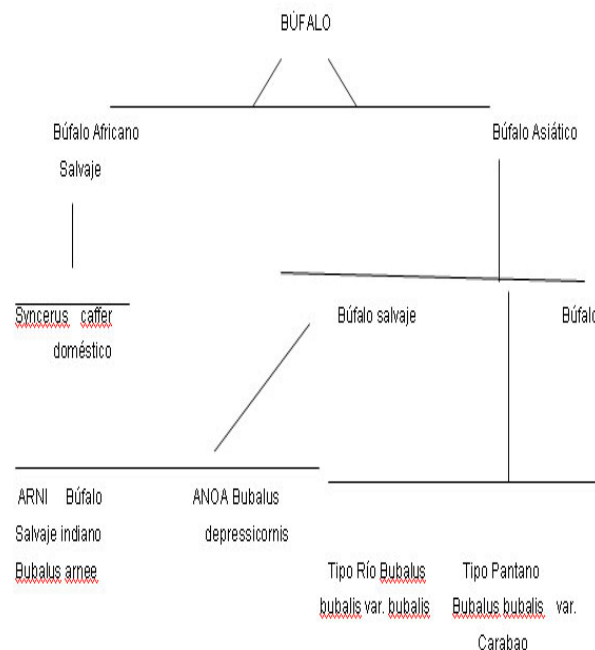 BÚFALO
Búfalo Africano Búfalo Asiático
Salvaje
Syncerus caffer Búfalo salvaje Búfalo
doméstico
ARNI Búfalo ANOA Bubalus
Salvaje indiano depressicornis
Bubalus arnee
Tipo Río Bubalus Tipo Pantano
bubalis var. bubalis Bubalus bubalis var.
Carabao